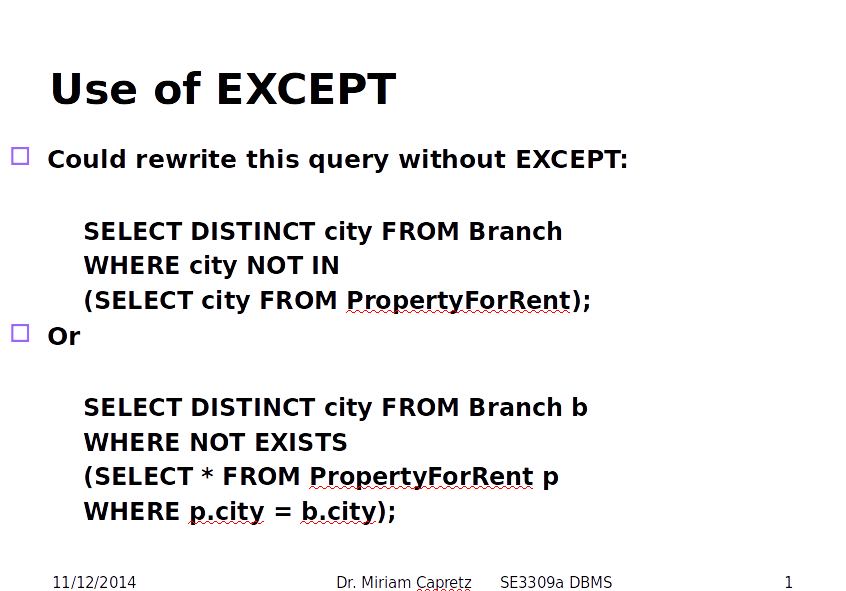 Use of EXCEPT
Could rewrite this query without EXCEPT:
SELECT DISTINCT city FROM Branch
WHERE city NOT IN
(SELECT city FROM PropertyForRent);
Or
SELECT DISTINCT city FROM Branch b
WHERE NOT EXISTS
(SELECT * FROM PropertyForRent p
WHERE p.city = b.city);
11/12/2014 Dr. Miriam Capretz SE3309a DBMS 1